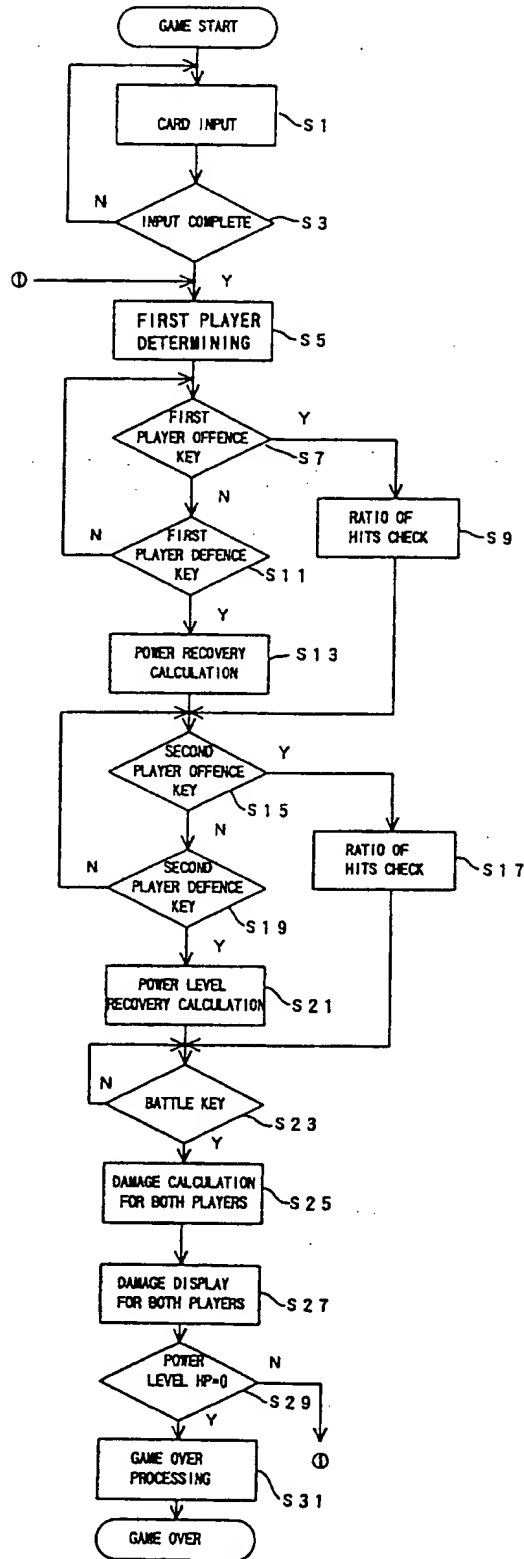 GAME START
CARD INPUT
S1
N
INPUT COMPLETE
S3
①
Y
FIRST PLAYER
DETERMINING
S5
FIRST
PLAYER OFFENCE
KEY
Y
S7
N
RATIO OF
HITS CHECK
S9
N
FIRST
PLAYER DEFENCE
KEY
S11
Y
POWER RECOVERY
CALCULATION
S13
SECOND
PLAYER OFFENCE
KEY
Y
S15
N
RATIO OF
HITS CHECK
S17
N
SECOND
PLAYER DEFENCE
KEY
S19
Y
POWER LEVEL
RECOVERY CALCULATION
S21
N
BATTLE KEY
S23
Y
DAMAGE CALCULATION
FOR BOTH PLAYERS
S25
DAMAGE DISPLAY
FOR BOTH PLAYERS
S27
POWER
LEVEL HP=0
N
S29
Y
①
GAME OVER
PROCESSING
S31
GAME OVER